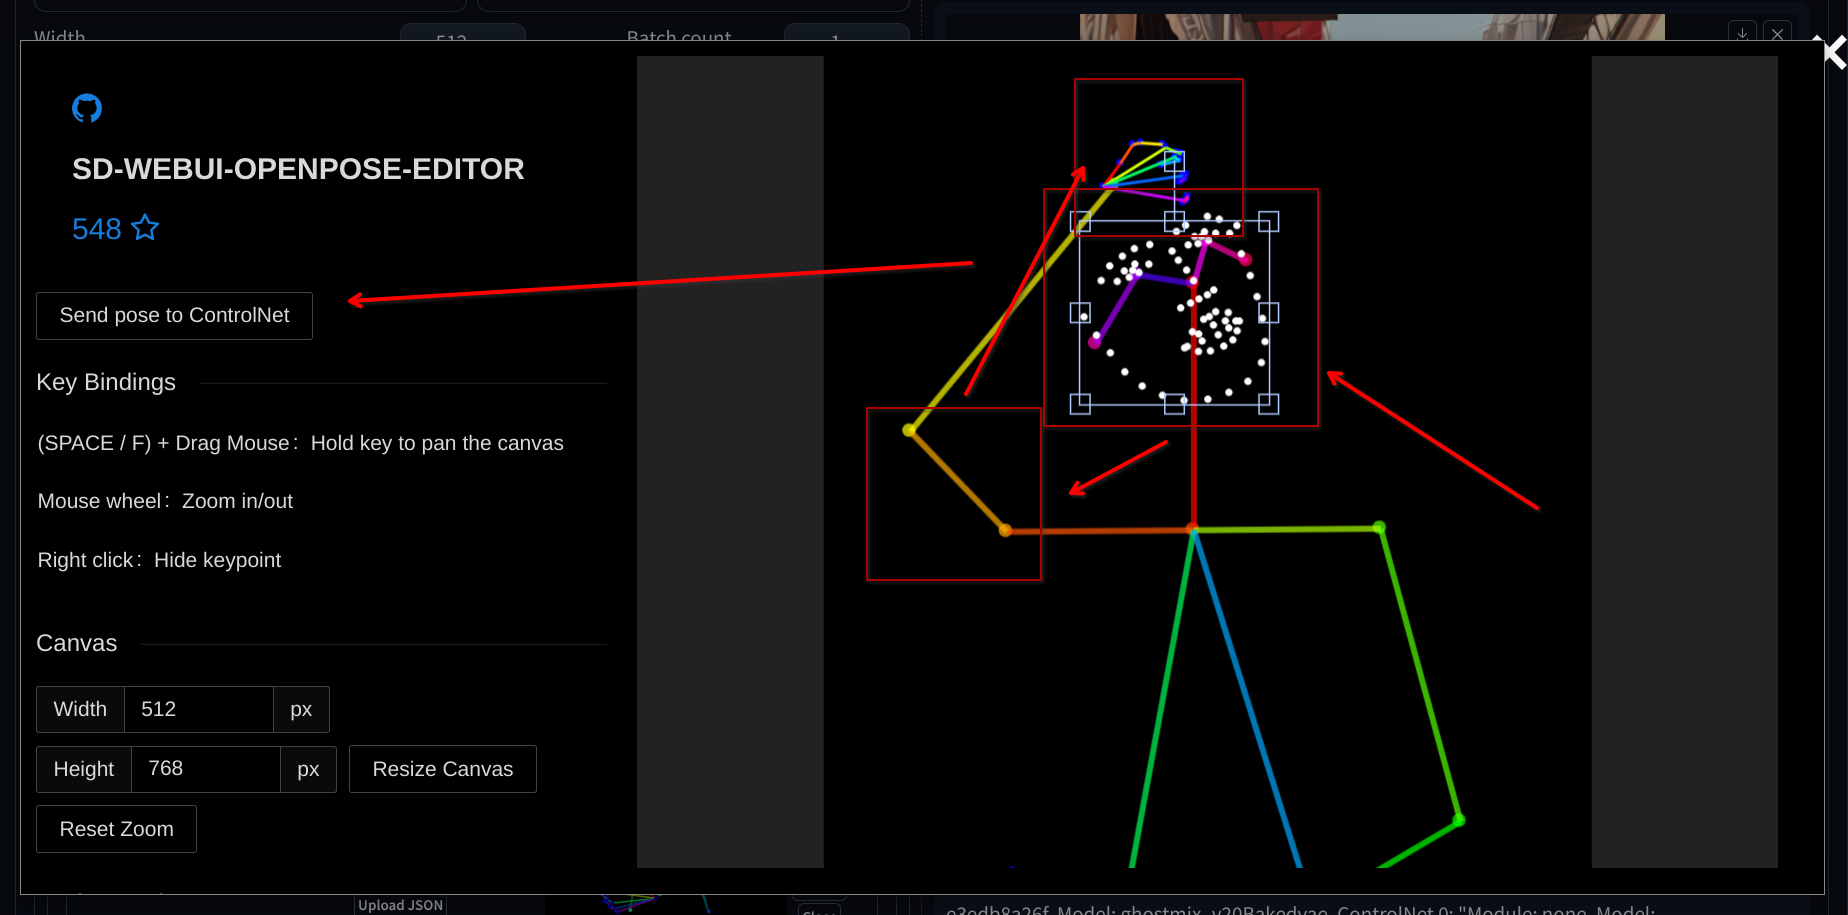 Width
512
Batch count
1
SD-WEBUI-OPENPOSE-EDITOR
548
Send pose to ControlNet
Key Bindings
(SPACE / F) + Drag Mouse：Hold key to pan the canvas
Mouse wheel：Zoom in/out
Right click：Hide keypoint
Canvas
Width 512 px
Height 768 px Resize Canvas
Reset Zoom
Upload JSON
Close
e3edb8a26f, Model: ghostmix_v20Bakedvae, ControlNet 0: "Module: none, Model: